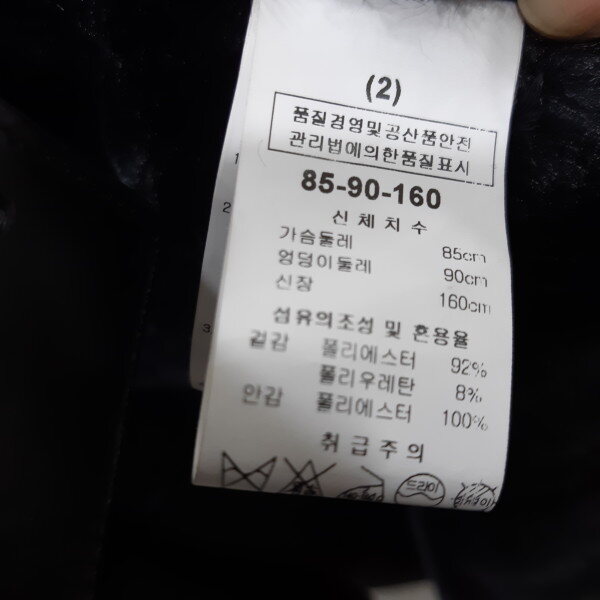 (2)
품질경영및공산품안전
관리법에의한품질표시
85-90-160
신체치수
가슴둘레 85cm
엉덩이둘레 90cm
신장 160cm
섬유의조성 및 혼용율
겉감 폴리에스터 92%
폴리우레탄 8%
안감 폴리에스터 100%
취급주의
드라이
1
2
3